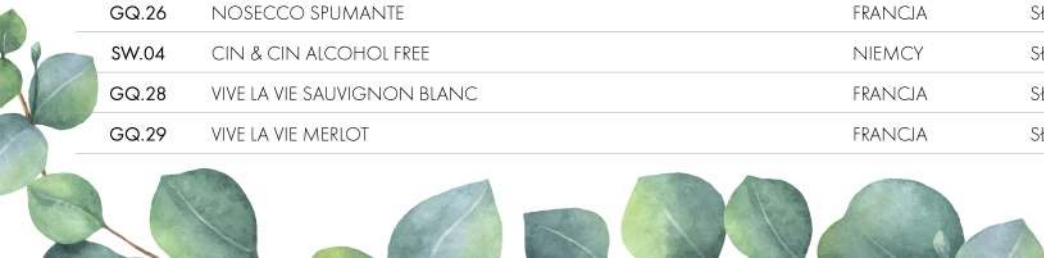 GQ.26 NOSECCO SPUMANTE FRANCJA
SW.04 CIN & CIN ALCOHOL FREE NIEMCY
GQ.28 VIVE LA VIE SAUVIGNON BLANC FRANCJA
GQ.29 VIVE LA VIE MERLOT FRANCJA